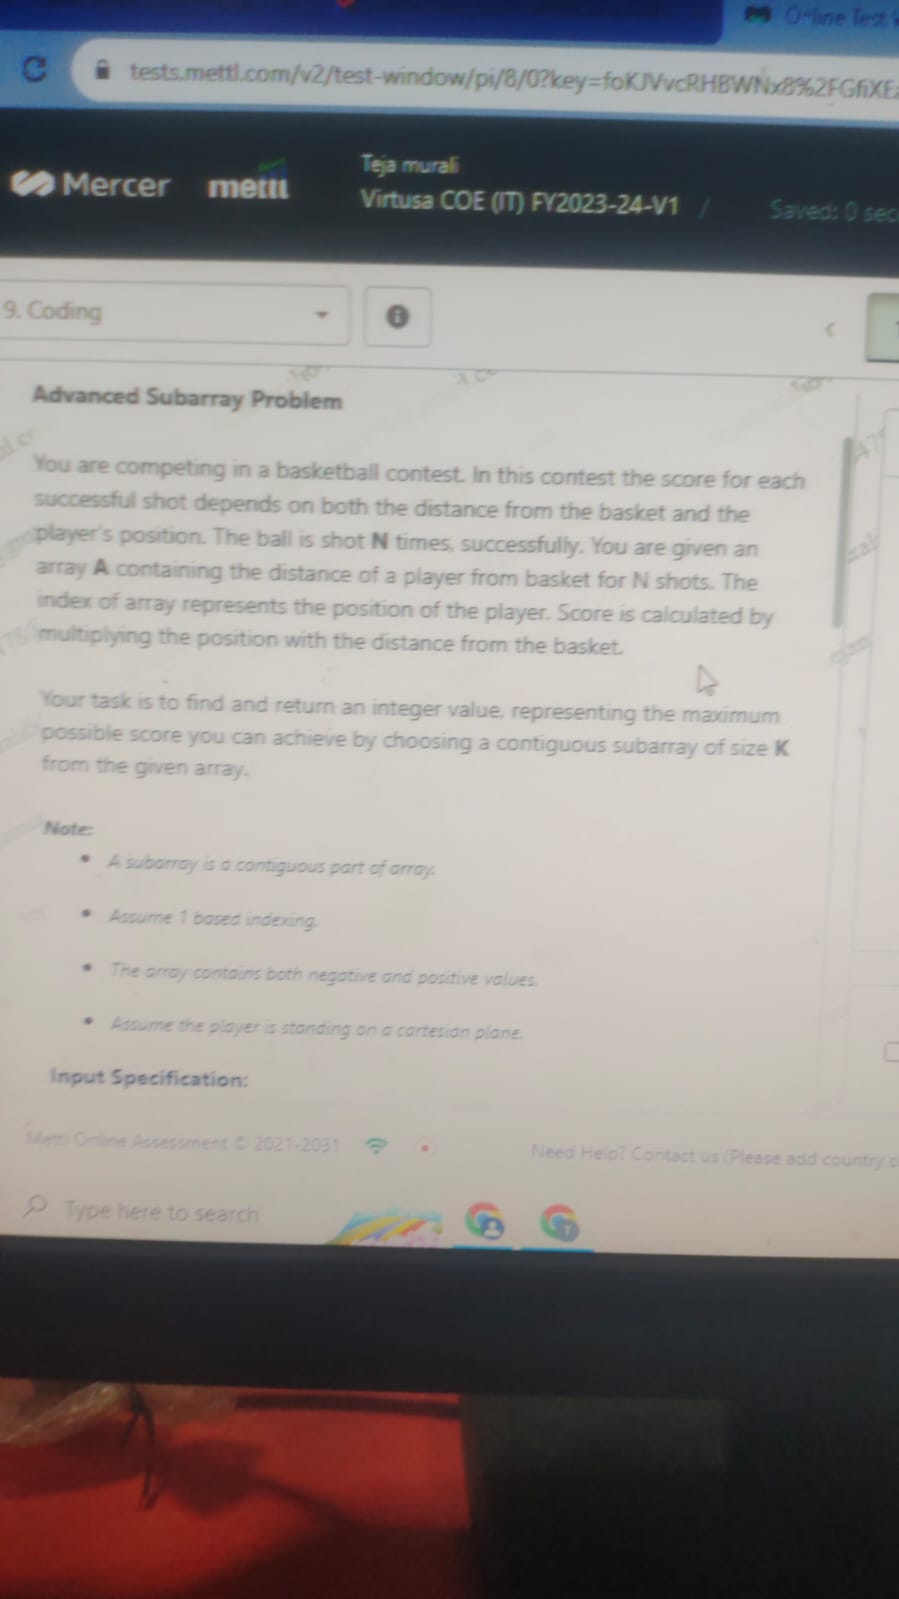 Online Test
tests.mettl.com/v2/test-window/pi/8/0?key=foKJVvcRHBWNx8%2FGfiXE
Teja murali
Mercer mettl
Virtusa COE (IT) FY2023-24-V1 / Saved: 0 sec
9. Coding
Advanced Subarray Problem
You are competing in a basketball contest. In this contest the score for each
successful shot depends on both the distance from the basket and the
player's position. The ball is shot N times, successfully. You are given an
array A containing the distance of a player from basket for N shots. The
index of array represents the position of the player. Score is calculated by
multiplying the position with the distance from the basket.
Your task is to find and return an integer value, representing the maximum
possible score you can achieve by choosing a contiguous subarray of size K
from the given array.
Note:
• A subarray is a contiguous part of array.
• Assume 1 based indexing.
• The array contains both negative and positive values.
• Assume the player is standing on a cartesian plane.
Input Specification:
Mettl Online Assessment © 2021-2031 Need Help? Contact us (Please add country
Type here to search